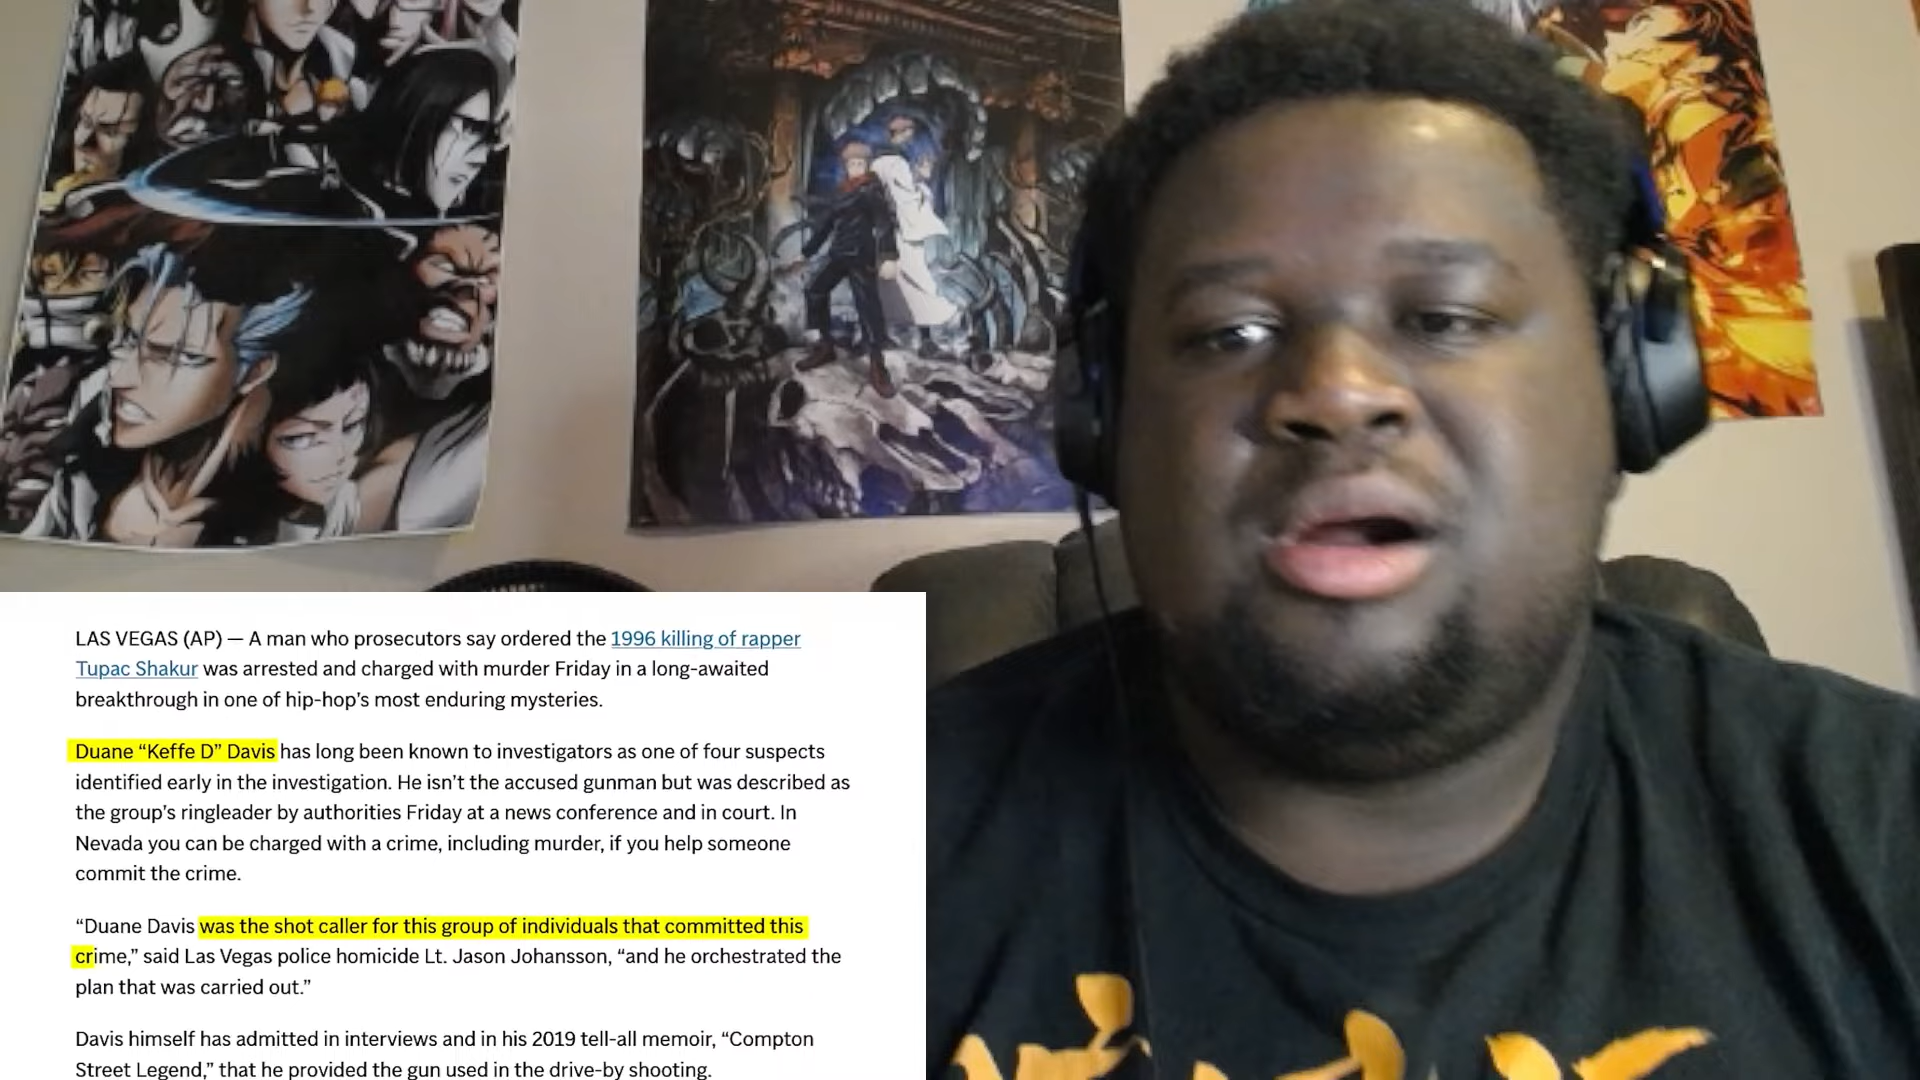 LAS VEGAS (AP) — A man who prosecutors say ordered the 1996 killing of rapper
Tupac Shakur was arrested and charged with murder Friday in a long-awaited
breakthrough in one of hip-hop’s most enduring mysteries.
Duane “Keffe D” Davis has long been known to investigators as one of four suspects
identified early in the investigation. He isn’t the accused gunman but was described as
the group’s ringleader by authorities Friday at a news conference and in court. In
Nevada you can be charged with a crime, including murder, if you help someone
commit the crime.
“Duane Davis was the shot caller for this group of individuals that committed this
crime,” said Las Vegas police homicide Lt. Jason Johansson, “and he orchestrated the
plan that was carried out.”
Davis himself has admitted in interviews and in his 2019 tell-all memoir, “Compton
Street Legend,” that he provided the gun used in the drive-by shooting.